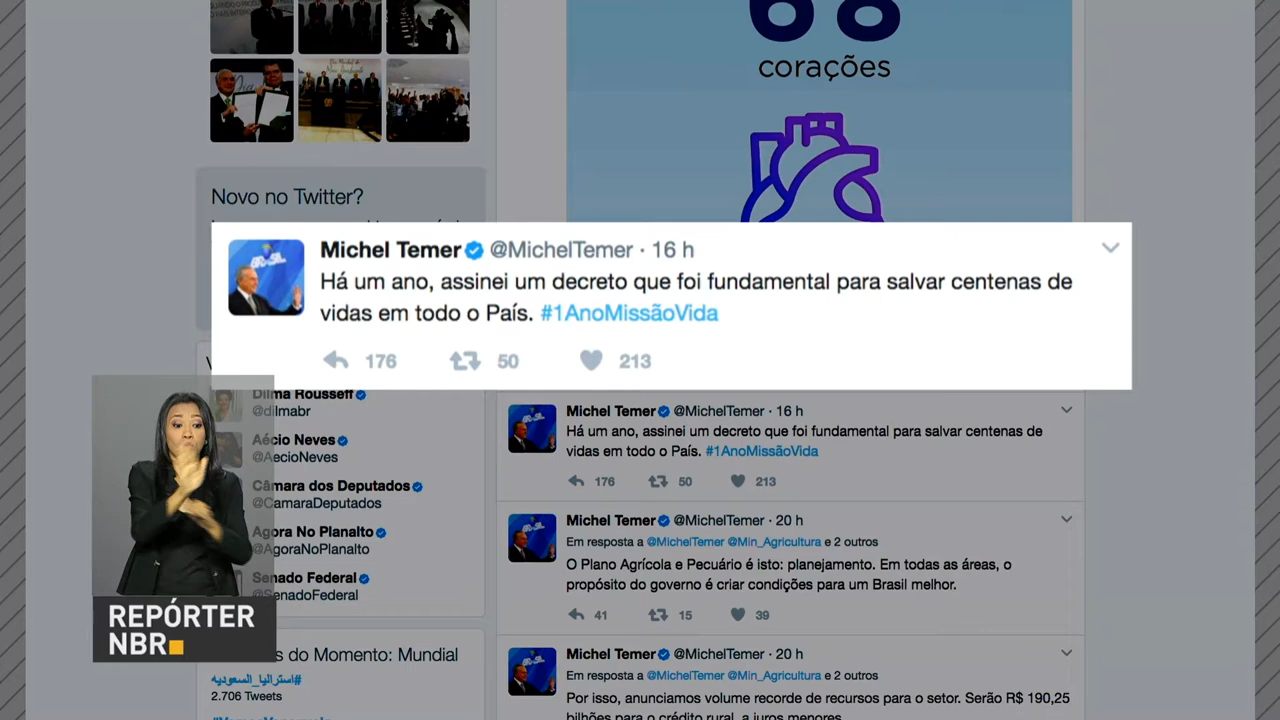 68
corações
Novo no Twitter?
Michel Temer @MichelTemer · 16 h
Há um ano, assinei um decreto que foi fundamental para salvar centenas de
vidas em todo o País. #1AnoMissãoVida
176 50 213
Dilma Rousseff
@dilmabr
Aécio Neves
@AecioNeves
Câmara dos Deputados
@CamaraDeputados
Agora No Planalto
@AgoraNoPlanalto
Senado Federal
@SenadoFederal
REPÓRTER
NBR
s do Momento: Mundial
#استراليا_السعوديه
2.706 Tweets
Michel Temer @MichelTemer · 16 h
Há um ano, assinei um decreto que foi fundamental para salvar centenas de
vidas em todo o País. #1AnoMissãoVida
176 50 213
Michel Temer @MichelTemer · 20 h
Em resposta a @MichelTemer @Min_Agricultura e 2 outros
O Plano Agrícola e Pecuário é isto: planejamento. Em todas as áreas, o
propósito do governo é criar condições para um Brasil melhor.
41 15 39
Michel Temer @MichelTemer · 20 h
Em resposta a @MichelTemer @Min_Agricultura e 2 outros
Por isso, anunciamos volume recorde de recursos para o setor. Serão R$ 190,25
bilhões para o crédito rural, a juros menores.